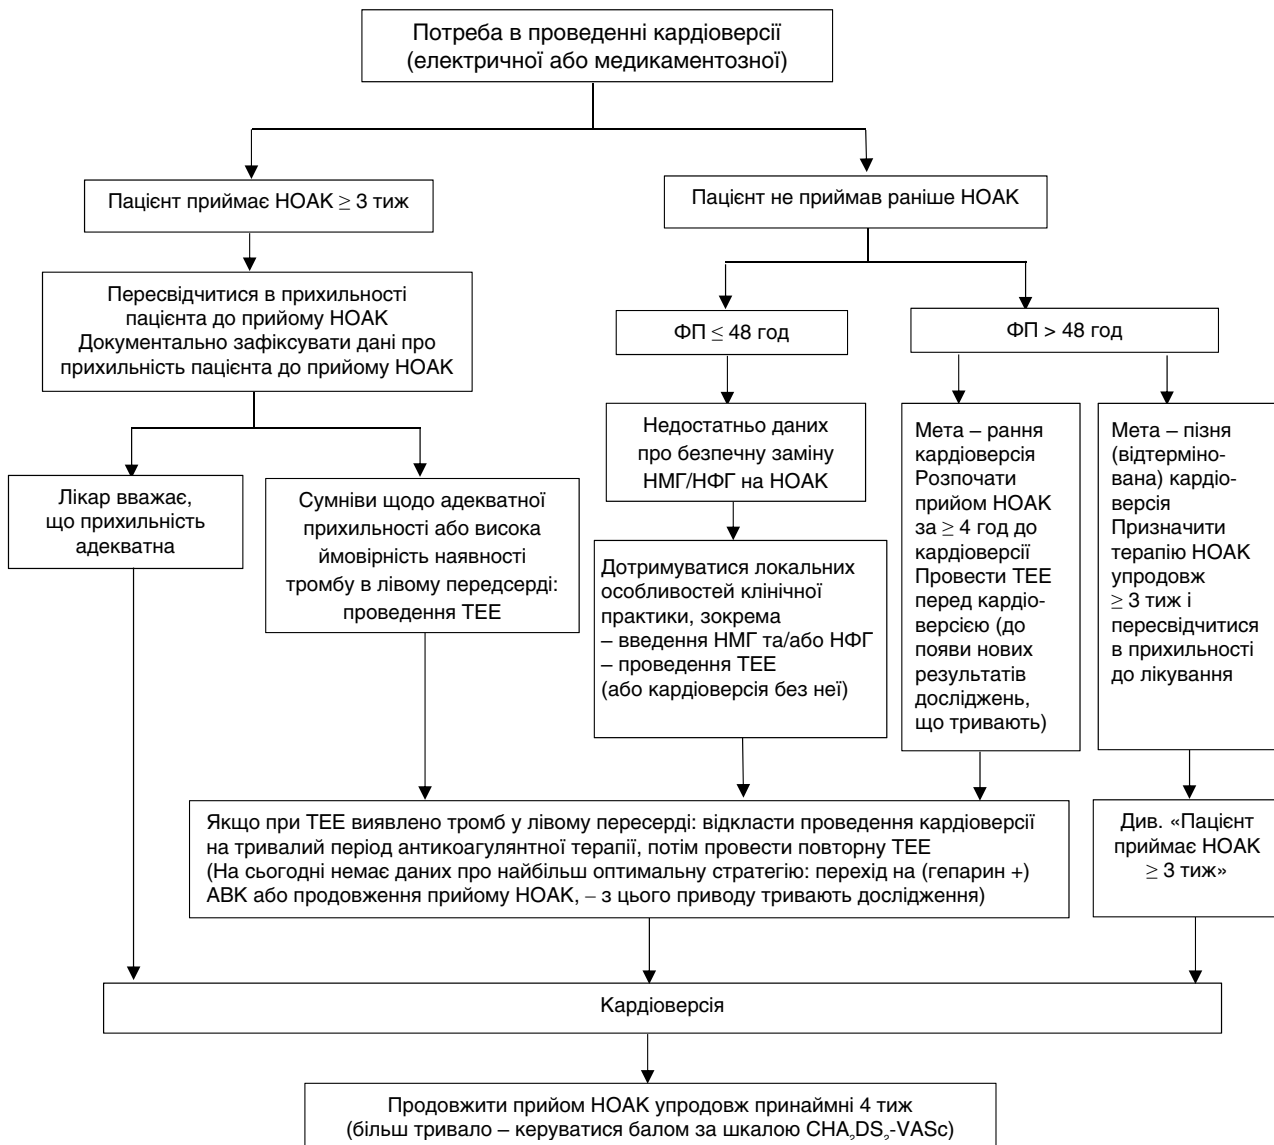 Потреба в проведенні кардіоверсії
(електричної або медикаментозної)
Пацієнт приймає НОАК ≥ 3 тиж
Пацієнт не приймав раніше НОАК
Пересвідчитися в прихильності
пацієнта до прийому НОАК
Документально зафіксувати дані про
прихильність пацієнта до прийому НОАК
ФП ≤ 48 год
ФП > 48 год
Лікар вважає,
що прихильність
адекватна
Сумніви щодо адекватної
прихильності або висока
ймовірність наявності
тромбу в лівому передсерді:
проведення ТЕЕ
Недостатньо даних
про безпечну заміну
НМГ/НФГ на НОАК
Дотримуватися локальних
особливостей клінічної
практики, зокрема
– введення НМГ та/або НФГ
– проведення ТЕЕ
(або кардіоверсія без неї)
Мета – рання
кардіоверсія
Розпочати
прийом НОАК
за ≥ 4 год до
кардіоверсії
Провести ТЕЕ
перед кардіо-
версією (до
появи нових
результатів
досліджень,
що тривають)
Мета – пізня
(відтерміно-
вана) кардіо-
версія
Призначити
терапію НОАК
упродовж
≥ 3 тиж і
пересвідчитися
в прихильності
до лікування
Якщо при ТЕЕ виявлено тромб у лівому пересерді: відкласти проведення кардіоверсії
на тривалий період антикоагулянтної терапії, потім провести повторну ТЕЕ
(На сьогодні немає даних про найбільш оптимальну стратегію: перехід на (гепарин +)
АВК або продовження прийому НОАК, – з цього приводу тривають дослідження)
Див. «Пацієнт
приймає НОАК
≥ 3 тиж»
Кардіоверсія
Продовжити прийом НОАК упродовж принаймні 4 тиж
(більш тривало – керуватися балом за шкалою CHA₂DS₂-VASc)